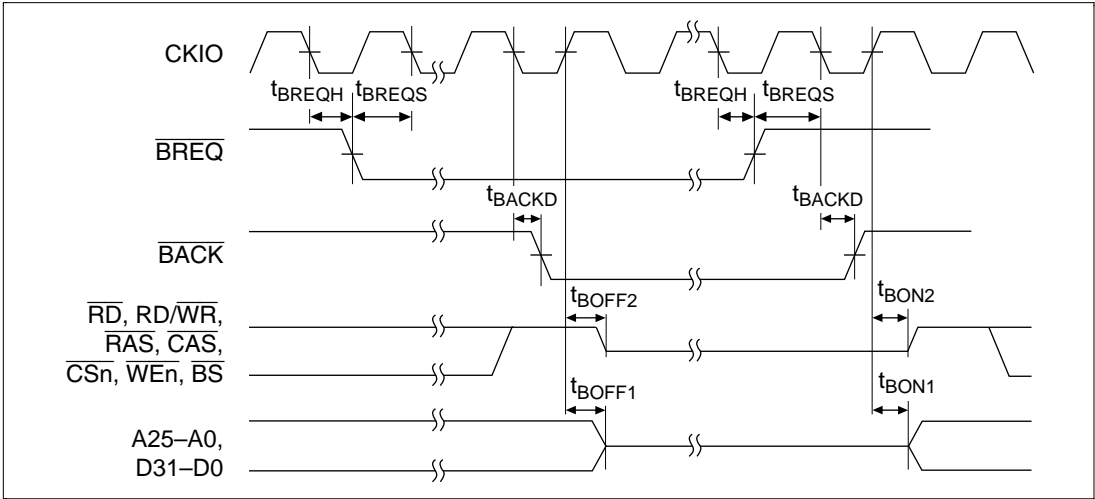 CKIO
tBREQH tBREQS tBREQH tBREQS
BREQ
tBACKD tBACKD
BACK
tBOFF2 tBON2
RD, RD/WR,
RAS, CAS,
CSn, WEn, BS
tBOFF1 tBON1
A25–A0,
D31–D0